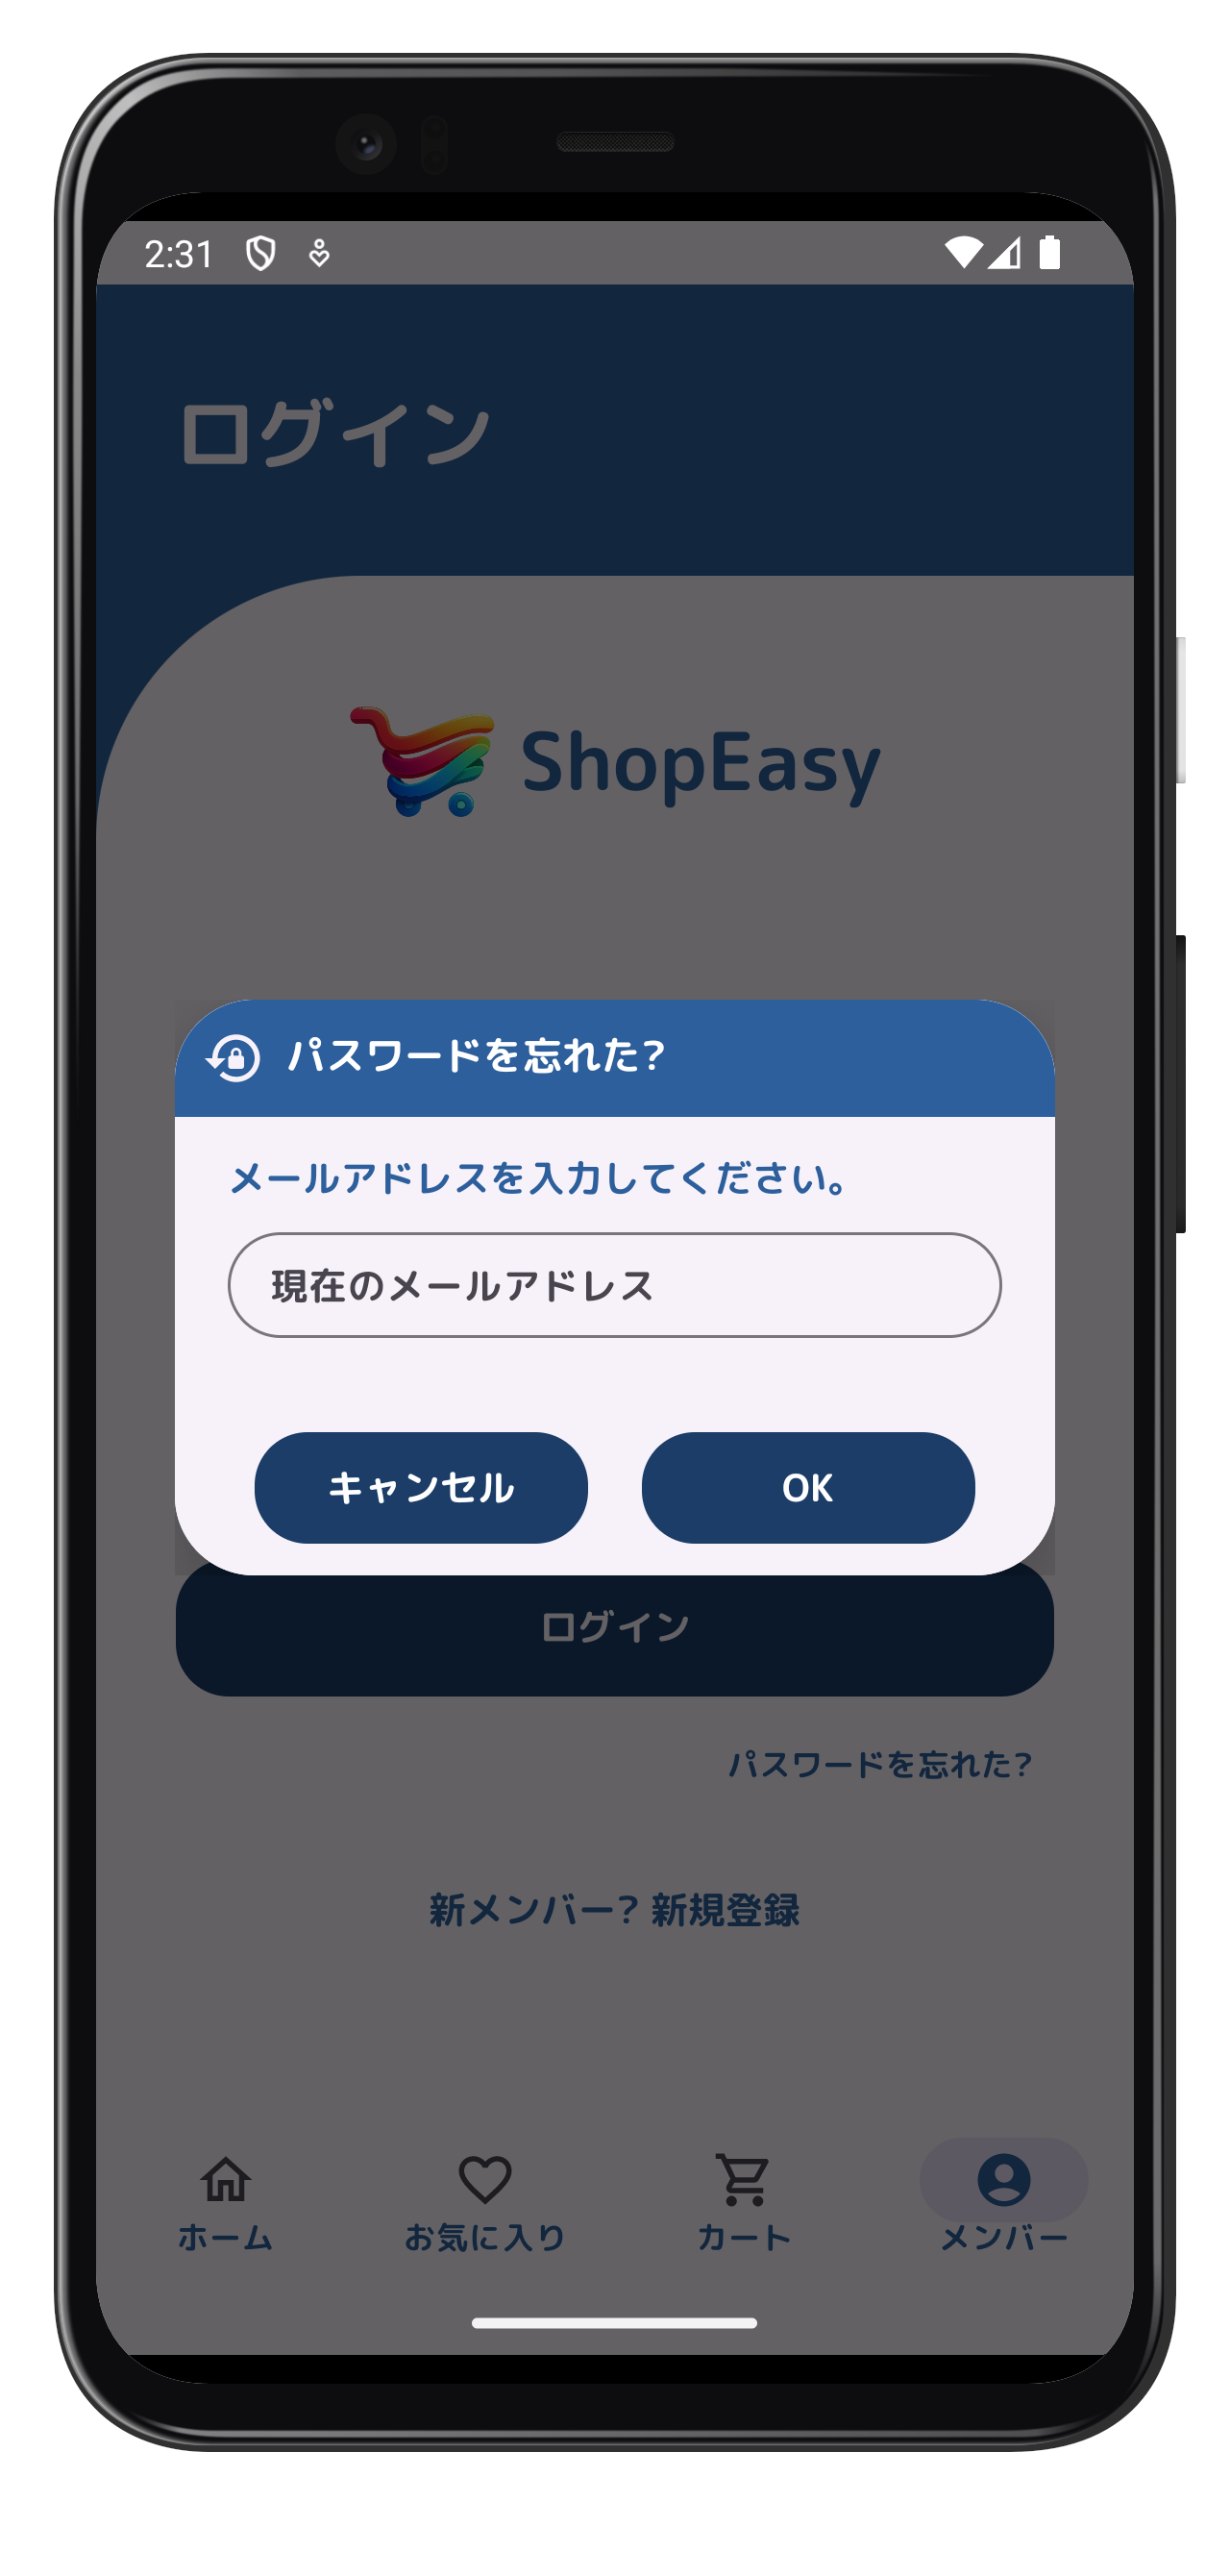 2:31
ログイン
ShopEasy
パスワードを忘れた?
メールアドレスを入力してください。
現在のメールアドレス
キャンセル
OK
ログイン
パスワードを忘れた?
新メンバー? 新規登録
ホーム
お気に入り
カート
メンバー